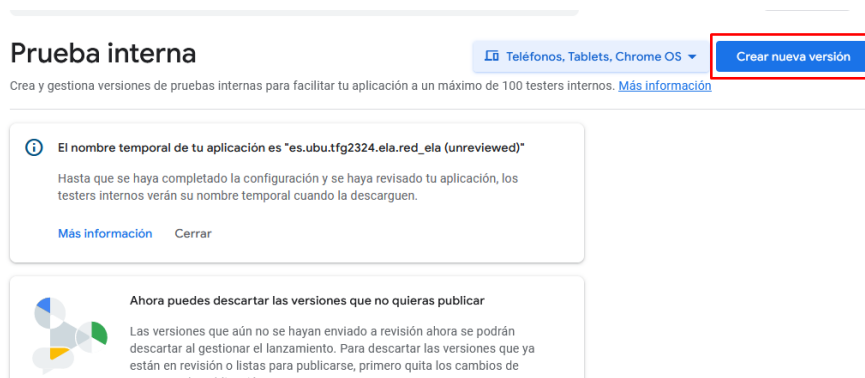 Prueba interna
Teléfonos, Tablets, Chrome OS
Crear nueva versión
Crea y gestiona versiones de pruebas internas para facilitar tu aplicación a un máximo de 100 testers internos. Más información
El nombre temporal de tu aplicación es "es.ubu.tfg2324.ela.red_ela (unreviewed)"
Hasta que se haya completado la configuración y se haya revisado tu aplicación, los
testers internos verán su nombre temporal cuando la descarguen.
Más información Cerrar
Ahora puedes descartar las versiones que no quieras publicar
Las versiones que aún no se hayan enviado a revisión ahora se podrán
descartar al gestionar el lanzamiento. Para descartar las versiones que ya
están en revisión o listas para publicarse, primero quita los cambios de